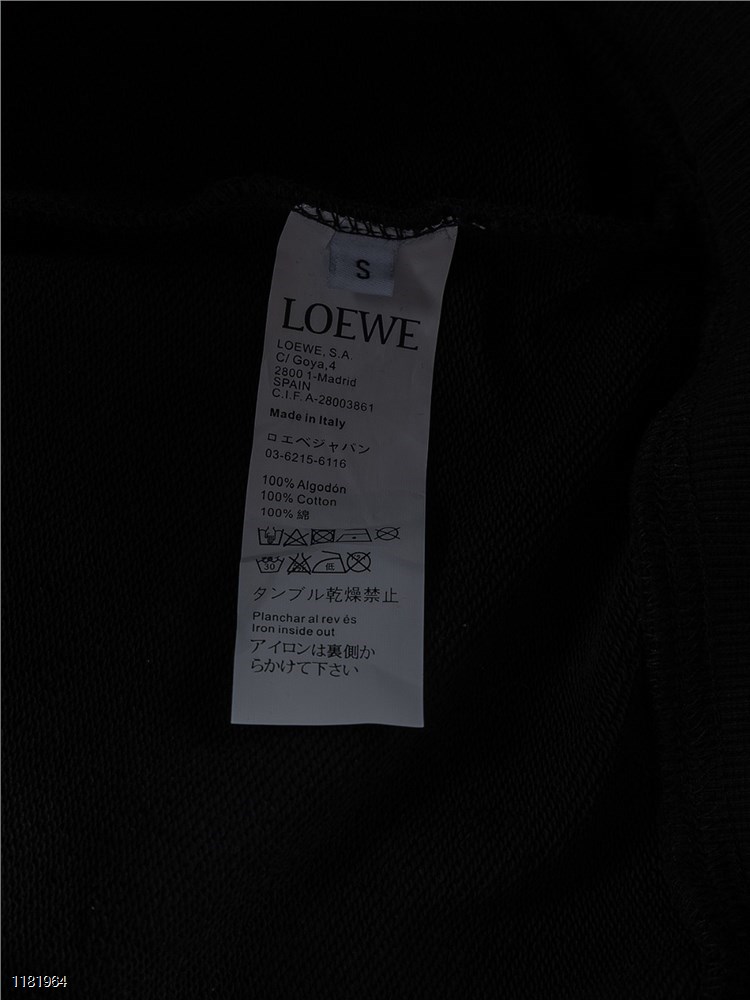 S
LOEWE
LOEWE, S.A.
C/ Goya,4
2800 1-Madrid
SPAIN
C.I.F. A-28003861
Made in Italy
ロエベジャパン
03-6215-6116
100% Algodón
100% Cotton
100% 綿
30 低
タンブル乾燥禁止
Planchar al rev és
Iron inside out
アイロンは裏側か
らかけて下さい
1181964